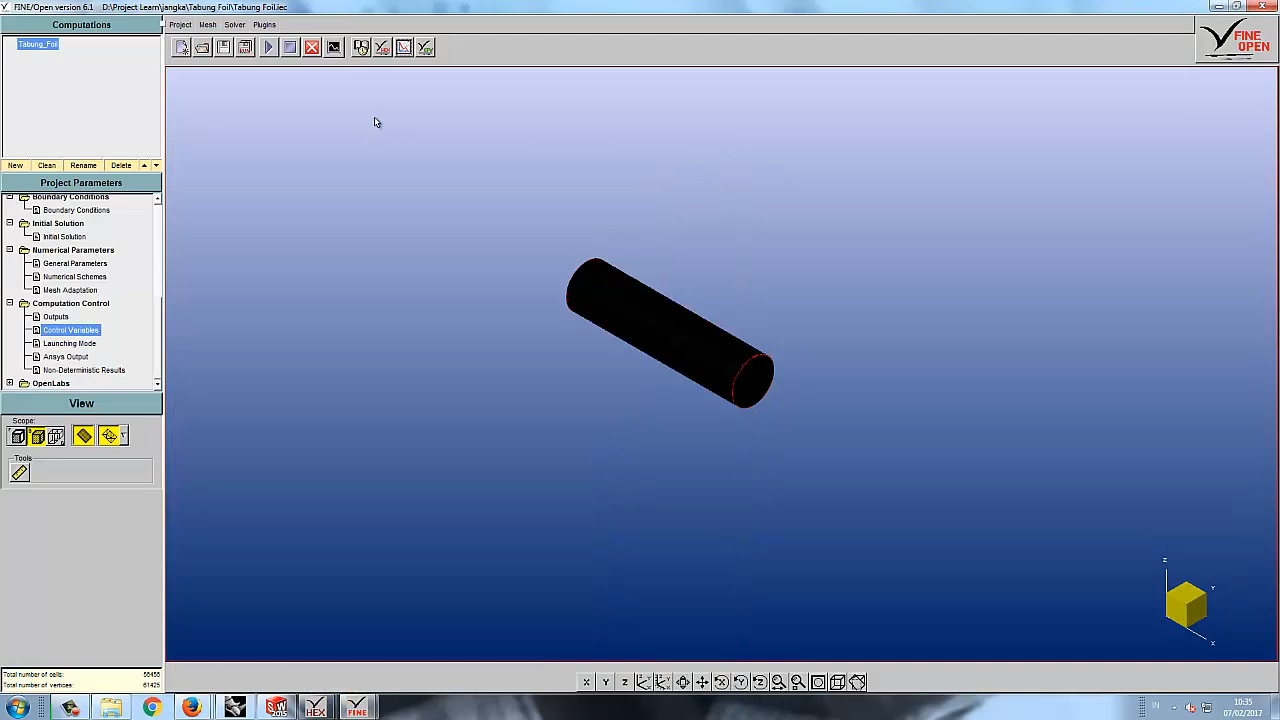 FINE/Open version 6.1 D:\Project Learn\jangka\Tabung Foil\Tabung Foil.iec
Computations
Project Mesh Solver Plugins
FINE
OPEN
Tabung_Foil
New Clean Rename Delete
Project Parameters
Boundary Conditions
Boundary Conditions
Initial Solution
Initial Solution
Numerical Parameters
General Parameters
Numerical Schemes
Mesh Adaptation
Computation Control
Outputs
Control Variables
Launching Mode
Ansys Output
Non-Deterministic Results
OpenLabs
View
Scope:
Tools
Z
Y
X
Total number of cells:
Total number of vertices: 61425
X Y Z
IN
10:35
07/02/2017